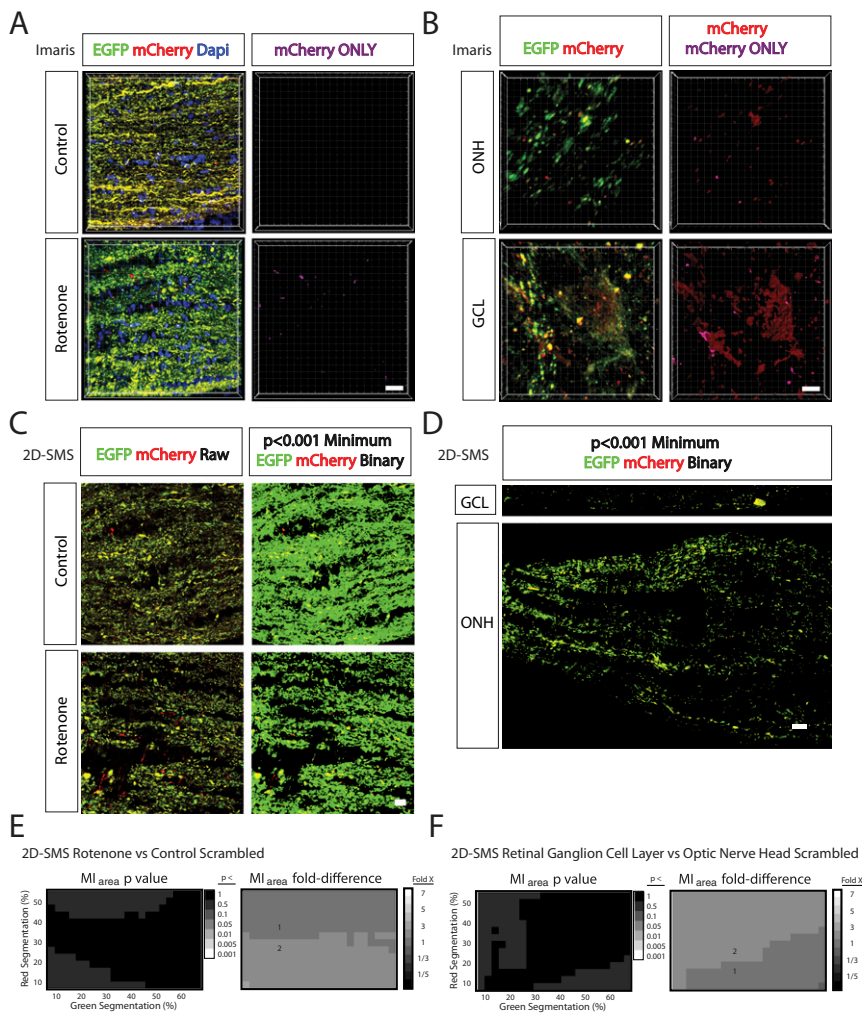 A
Imaris
EGFP mCherry Dapi
mCherry ONLY
Control
Rotenone
B
Imaris
EGFP mCherry
mCherry
mCherry ONLY
ONH
GCL
C
2D-SMS
EGFP mCherry Raw
p<0.001 Minimum
EGFP mCherry Binary
Control
Rotenone
D
2D-SMS
p<0.001 Minimum
EGFP mCherry Binary
GCL
ONH
E
2D-SMS Rotenone vs Control Scrambled
MI area p value
p <
MI area fold-difference
Fold X
Red Segmentation (%)
50
40
30
20
10
10 20 30 40 50 60
Green Segmentation (%)
1
0.5
0.1
0.05
0.01
0.005
0.001
1
2
7
5
3
1
1/3
1/5
F
2D-SMS Retinal Ganglion Cell Layer vs Optic Nerve Head Scrambled
MI area p value
p <
MI area fold-difference
Fold X
Red Segmentation (%)
50
40
30
20
10
10 20 30 40 50 60
Green Segmentation (%)
1
0.5
0.1
0.05
0.01
0.005
0.001
2
1
7
5
3
1
1/3
1/5